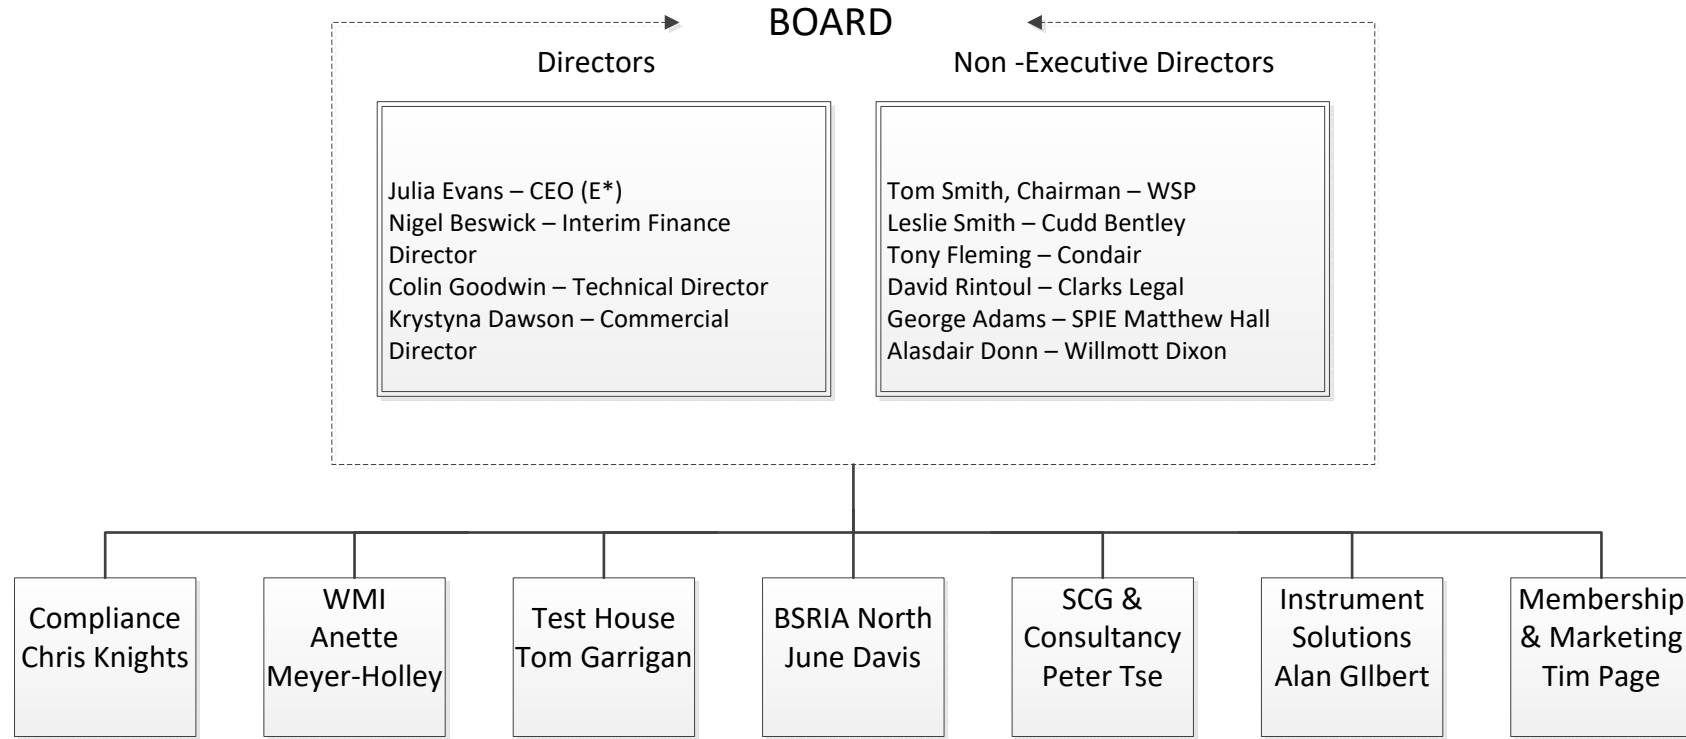 BOARD
Directors
Non -Executive Directors
Julia Evans – CEO (E*)
Nigel Beswick – Interim Finance
Director
Colin Goodwin – Technical Director
Krystyna Dawson – Commercial
Director
Tom Smith, Chairman – WSP
Leslie Smith – Cudd Bentley
Tony Fleming – Condair
David Rintoul – Clarks Legal
George Adams – SPIE Matthew Hall
Alasdair Donn – Willmott Dixon
Compliance
Chris Knights
WMI
Anette
Meyer-Holley
Test House
Tom Garrigan
BSRIA North
June Davis
SCG &
Consultancy
Peter Tse
Instrument
Solutions
Alan GIlbert
Membership
& Marketing
Tim Page